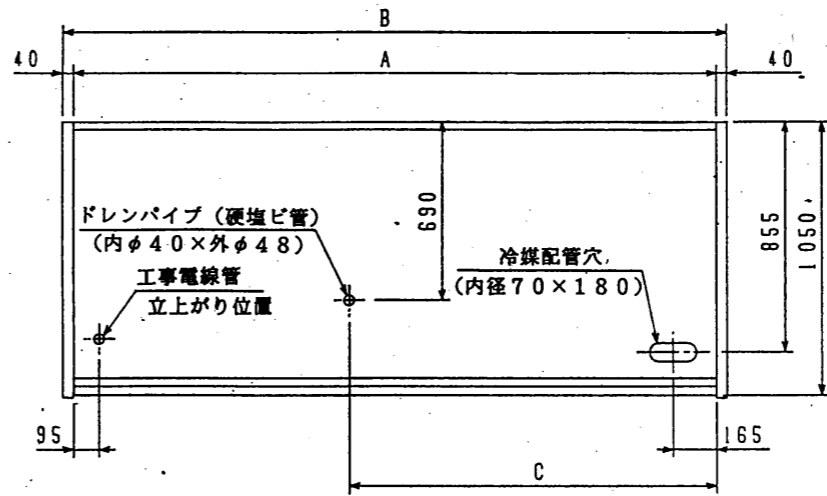 B
40
A
40
ドレンパイプ（硬塩ビ管）
（内φ40×外φ48）
690
855
1050
工事電線管
立上がり位置
冷媒配管穴
（内径70×180）
95
165
C